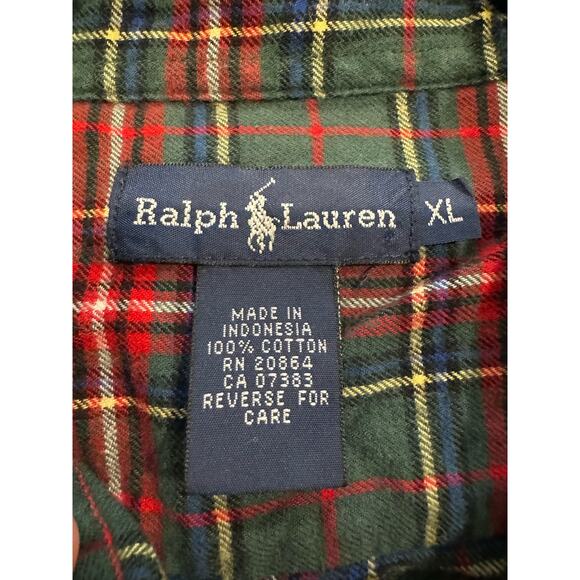 Ralph Lauren XL
MADE IN
INDONESIA
100% COTTON
RN 20864
CA 07383
REVERSE FOR
CARE